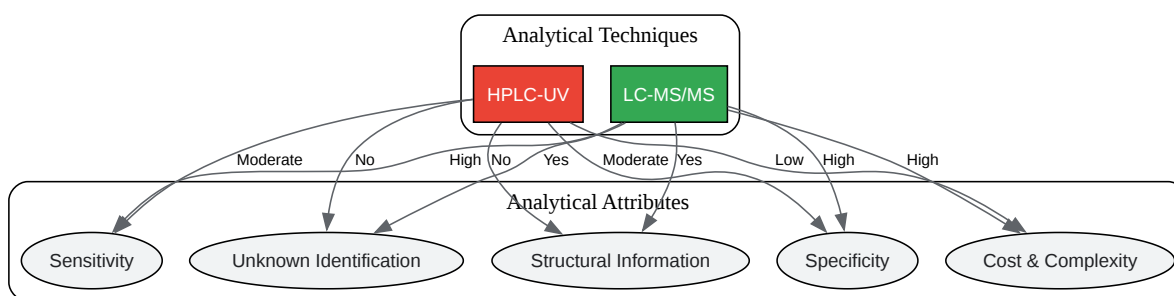 Analytical Techniques
HPLC-UV
LC-MS/MS
Moderate
No
High
No
Yes
Moderate
Yes
Low
High
High
Analytical Attributes
Sensitivity
Unknown Identification
Structural Information
Specificity
Cost & Complexity